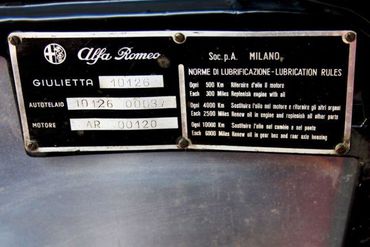 Alfa Romeo Soc. p. A. MILANO
GIULIETTA 10126
AUTOTELAIO 10126 00037
MOTORE AR 00120
NORME DI LUBRIFICAZIONE-LUBRICATION RULES
Ogni 500 Km Rifornire d'olio il motore
Each 300 Miles Replenish engine with oil
Ogni 4000 Km Sostituire l'olio nel motore e rifornire gli altri organi
Each 2500 Miles Renew oil in engine and replenish all other parts
Ogni 10000 Km Sostituire l'olio nel cambio e nel ponte
Each 6000 Miles Renew oil in gear box and rear axle housing